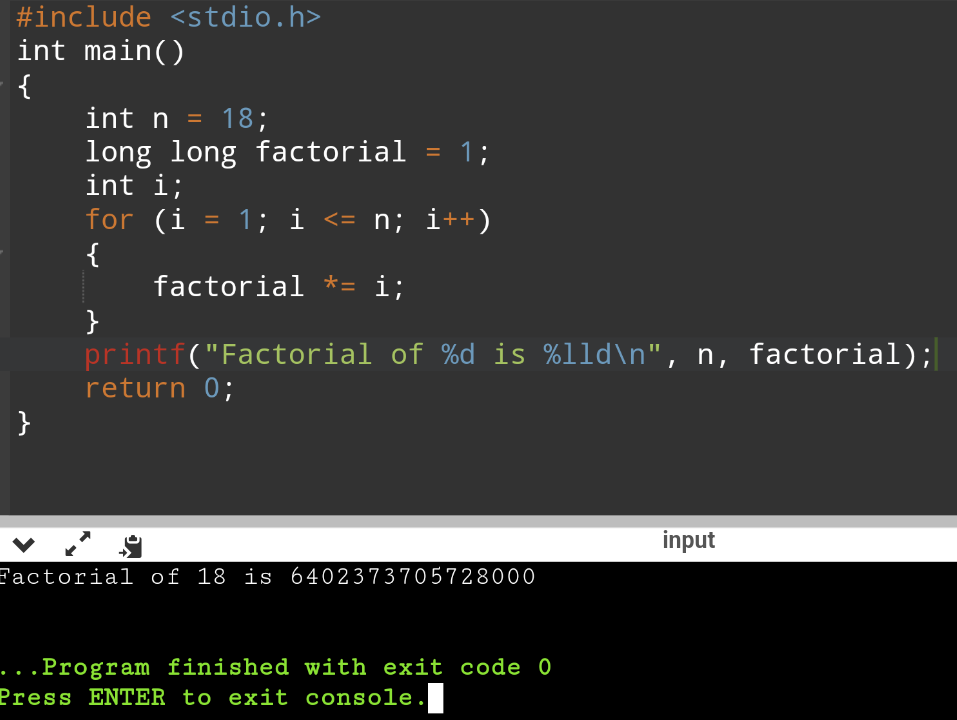 #include <stdio.h>
int main()
{
    int n = 18;
    long long factorial = 1;
    int i;
    for (i = 1; i <= n; i++)
    {
        factorial *= i;
    }
    printf("Factorial of %d is %lld\n", n, factorial);
    return 0;
}
input
Factorial of 18 is 6402373705728000
...Program finished with exit code 0
Press ENTER to exit console.